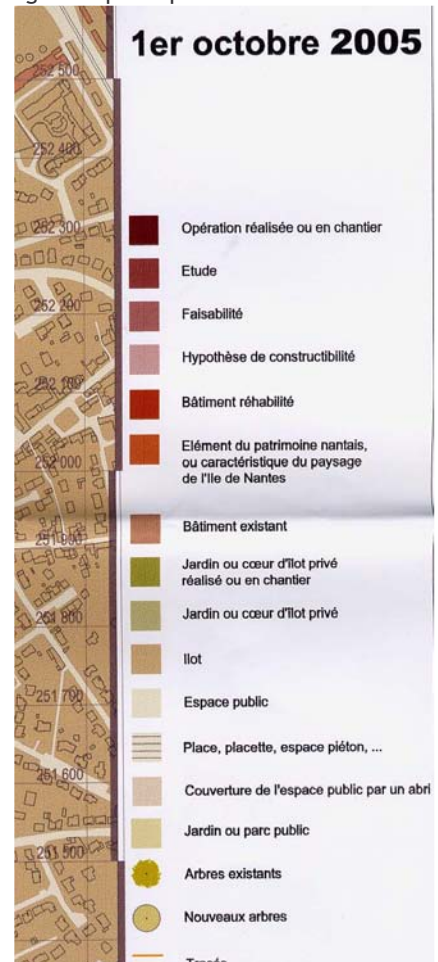 1er octobre 2005
252 500
252 400
252 300
252 200
252 100
252 000
251 900
251 800
251 700
251 600
251 500
Opération réalisée ou en chantier
Etude
Faisabilité
Hypothèse de constructibilité
Bâtiment réhabilité
Elément du patrimoine nantais,
ou caractéristique du paysage
de l'Ile de Nantes
Bâtiment existant
Jardin ou cœur d'îlot privé
réalisé ou en chantier
Jardin ou cœur d'îlot privé
Ilot
Espace public
Place, placette, espace piéton, ...
Couverture de l'espace public par un abri
Jardin ou parc public
Arbres existants
Nouveaux arbres